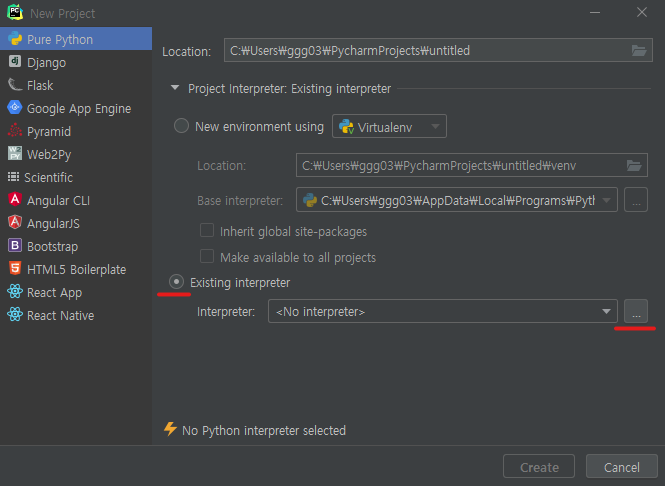 New Project
Pure Python
Django
Flask
Google App Engine
Pyramid
Web2Py
Scientific
Angular CLI
AngularJS
Bootstrap
HTML5 Boilerplate
React App
React Native
Location: C:₩Users₩ggg03₩PycharmProjects₩untitled
Project Interpreter: Existing interpreter
New environment using Virtualenv
Location: C:₩Users₩ggg03₩PycharmProjects₩untitled₩venv
Base interpreter: C:₩Users₩ggg03₩AppData₩Local₩Programs₩Pyth ...
Inherit global site-packages
Make available to all projects
Existing interpreter
Interpreter: <No interpreter> ...
No Python interpreter selected
Create Cancel